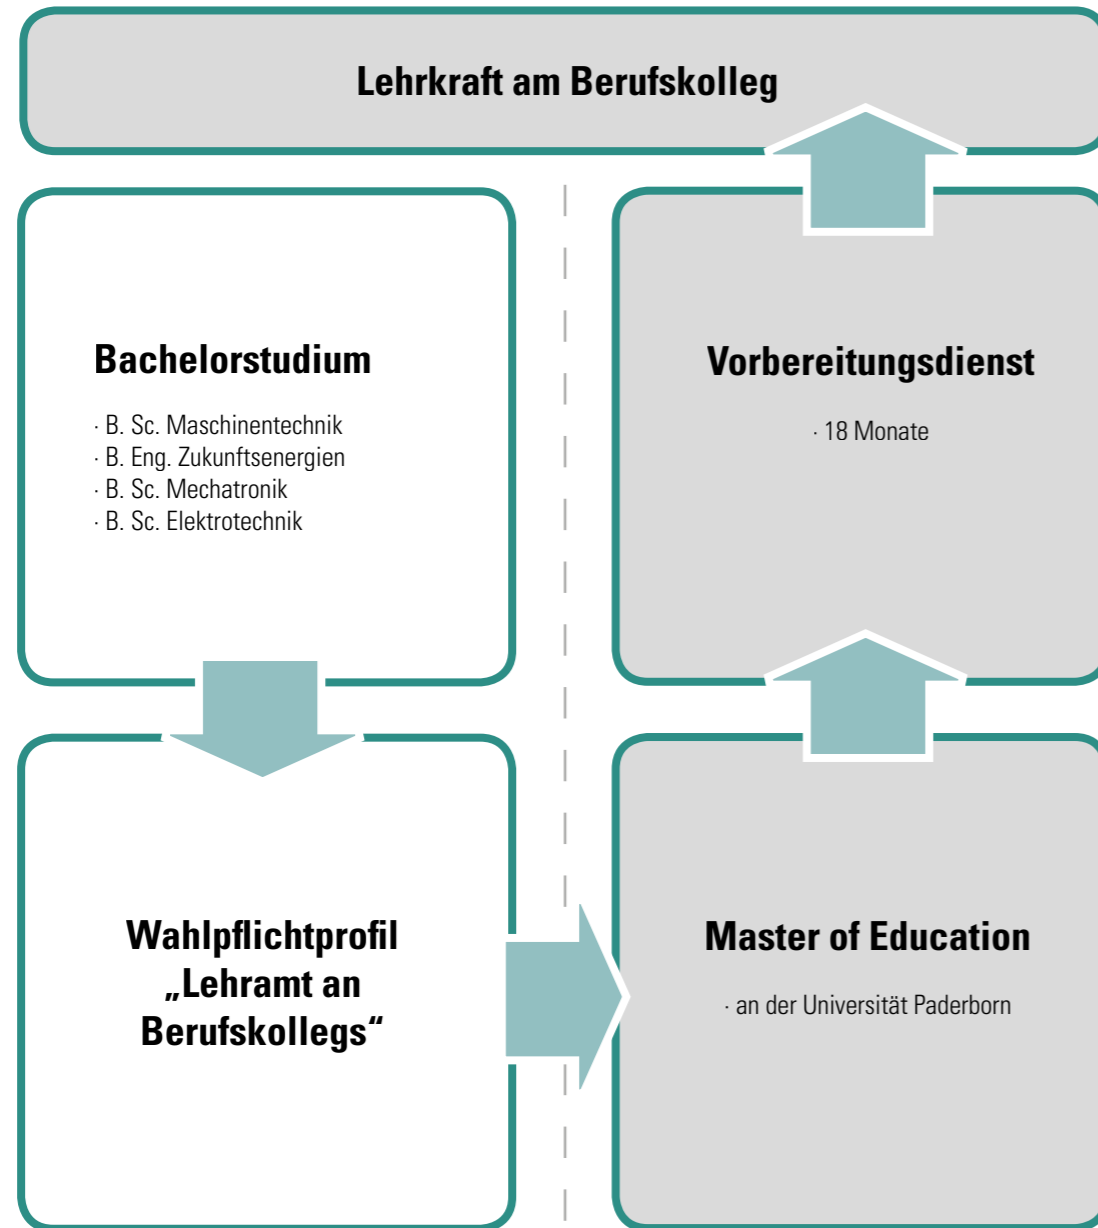 Lehrkraft am Berufskolleg
Bachelorstudium
· B. Sc. Maschinentechnik
· B. Eng. Zukunftsenergien
· B. Sc. Mechatronik
· B. Sc. Elektrotechnik
Wahlpflichtprofil
„Lehramt an
Berufskollegs“
Master of Education
· an der Universität Paderborn
Vorbereitungsdienst
· 18 Monate